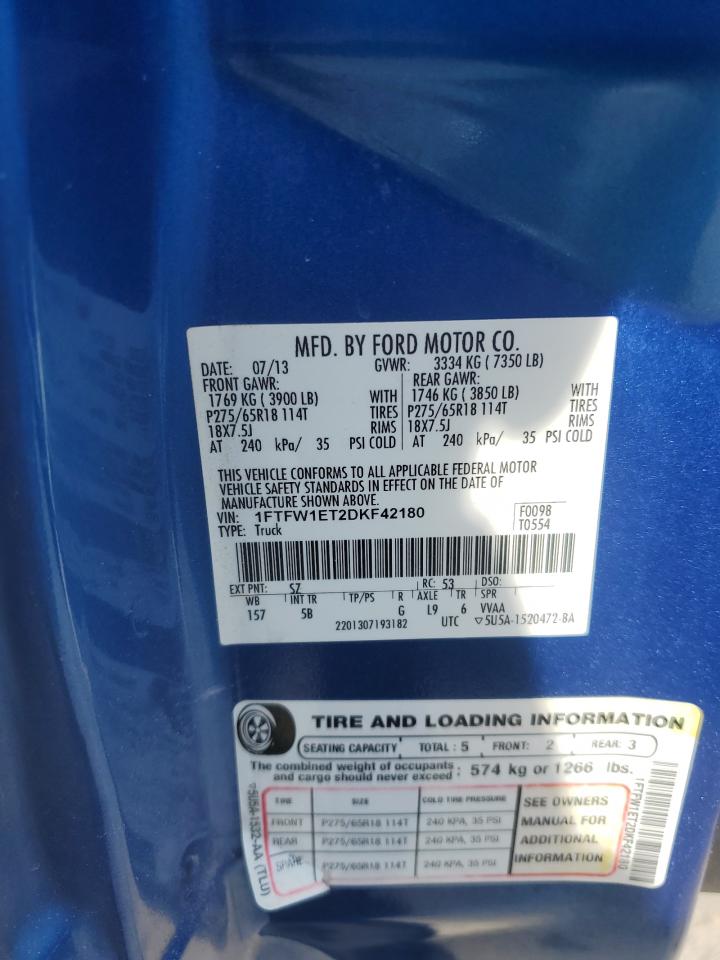 MFD. BY FORD MOTOR CO.
DATE: 07/13 GVWR: 3334 KG ( 7350 LB)
FRONT GAWR: REAR GAWR:
1769 KG ( 3900 LB) WITH 1746 KG ( 3850 LB) WITH
P275/65R18 114T TIRES P275/65R18 114T TIRES
18X7.5J RIMS 18X7.5J RIMS
AT 240 kPa/ 35 PSI COLD AT 240 kPa/ 35 PSI COLD
THIS VEHICLE CONFORMS TO ALL APPLICABLE FEDERAL MOTOR
VEHICLE SAFETY STANDARDS IN EFFECT ON THE DATE OF
MANUFACTURE SHOWN ABOVE.
VIN: 1FTFW1ET2DKF42180 F0098
TYPE: Truck T0554
EXT PNT: SZ RC: 53 DSO:
WB INT TR TP/PS R AXLE TR SPR
157 5B G L9 6 VVAA
2201307193182 UTC ▽5U5A-1520472-BA
TIRE AND LOADING INFORMATION
SEATING CAPACITY TOTAL : 5 FRONT: 2 REAR: 3
The combined weight of occupants
and cargo should never exceed : 574 kg or 1266 lbs.
TIRE SIZE COLD TIRE PRESSURE SEE OWNERS
FRONT P275/65R18 114T 240 KPA, 35 PSI MANUAL FOR
REAR P275/65R18 114T 240 KPA, 35 PSI ADDITIONAL
SPARE P275/65R18 114T 240 KPA, 35 PSI INFORMATION
▽5U5A-1532-AA (TLU)
1FTFW1ET2DKF42180